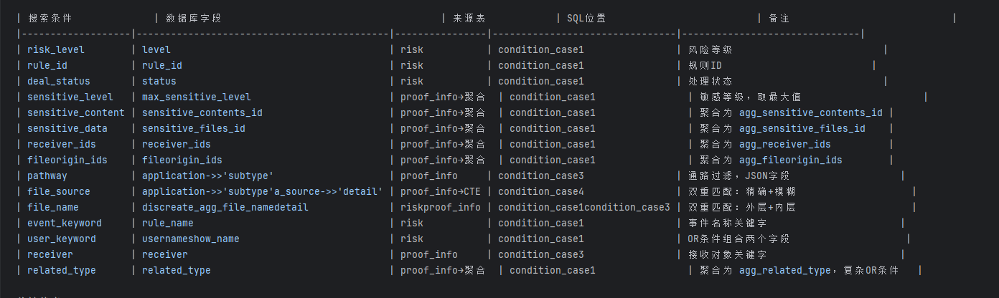 | 搜索条件 | 数据库字段 | 来源表 | SQL位置 | 备注 |
|-------------------|--------------------------------------------|----------------|--------------------------------|-------------------------------|
| risk_level | level | risk | condition_case1 | 风险等级 |
| rule_id | rule_id | risk | condition_case1 | 规则ID |
| deal_status | status | risk | condition_case1 | 处理状态 |
| sensitive_level | max_sensitive_level | proof_info→聚合 | condition_case1 | 敏感等级，取最大值 |
| sensitive_content | sensitive_contents_id | proof_info→聚合 | condition_case1 | 聚合为 agg_sensitive_contents_id |
| sensitive_data | sensitive_files_id | proof_info→聚合 | condition_case1 | 聚合为 agg_sensitive_files_id |
| receiver_ids | receiver_ids | proof_info→聚合 | condition_case1 | 聚合为 agg_receiver_ids |
| fileorigin_ids | fileorigin_ids | proof_info→聚合 | condition_case1 | 聚合为 agg_fileorigin_ids |
| pathway | application->>'subtype' | proof_info | condition_case3 | 通路过滤，JSON字段 |
| file_source | application->>'subtype'a_source->>'detail' | proof_info→CTE | condition_case4 | 双重匹配：精确+模糊 |
| file_name | discreate_agg_file_namedetail | riskproof_info | condition_case1condition_case3 | 双重匹配：外层+内层 |
| event_keyword | rule_name | risk | condition_case1 | 事件名称关键字 |
| user_keyword | usernameshow_name | risk | condition_case1 | OR条件组合两个字段 |
| receiver | receiver | proof_info | condition_case3 | 接收对象关键字 |
| related_type | related_type | proof_info→聚合 | condition_case1 | 聚合为 agg_related_type，复杂OR条件 |